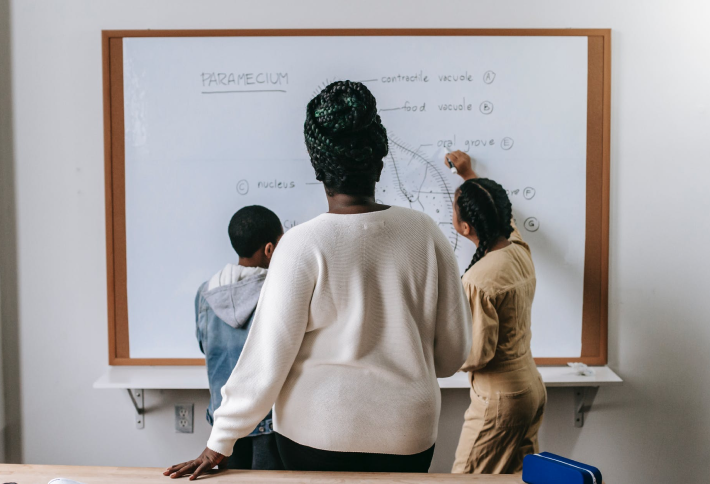 PARAMECIUM
contractile vacuole A
food vacuole B
oral grove E
C nucleus
F
G